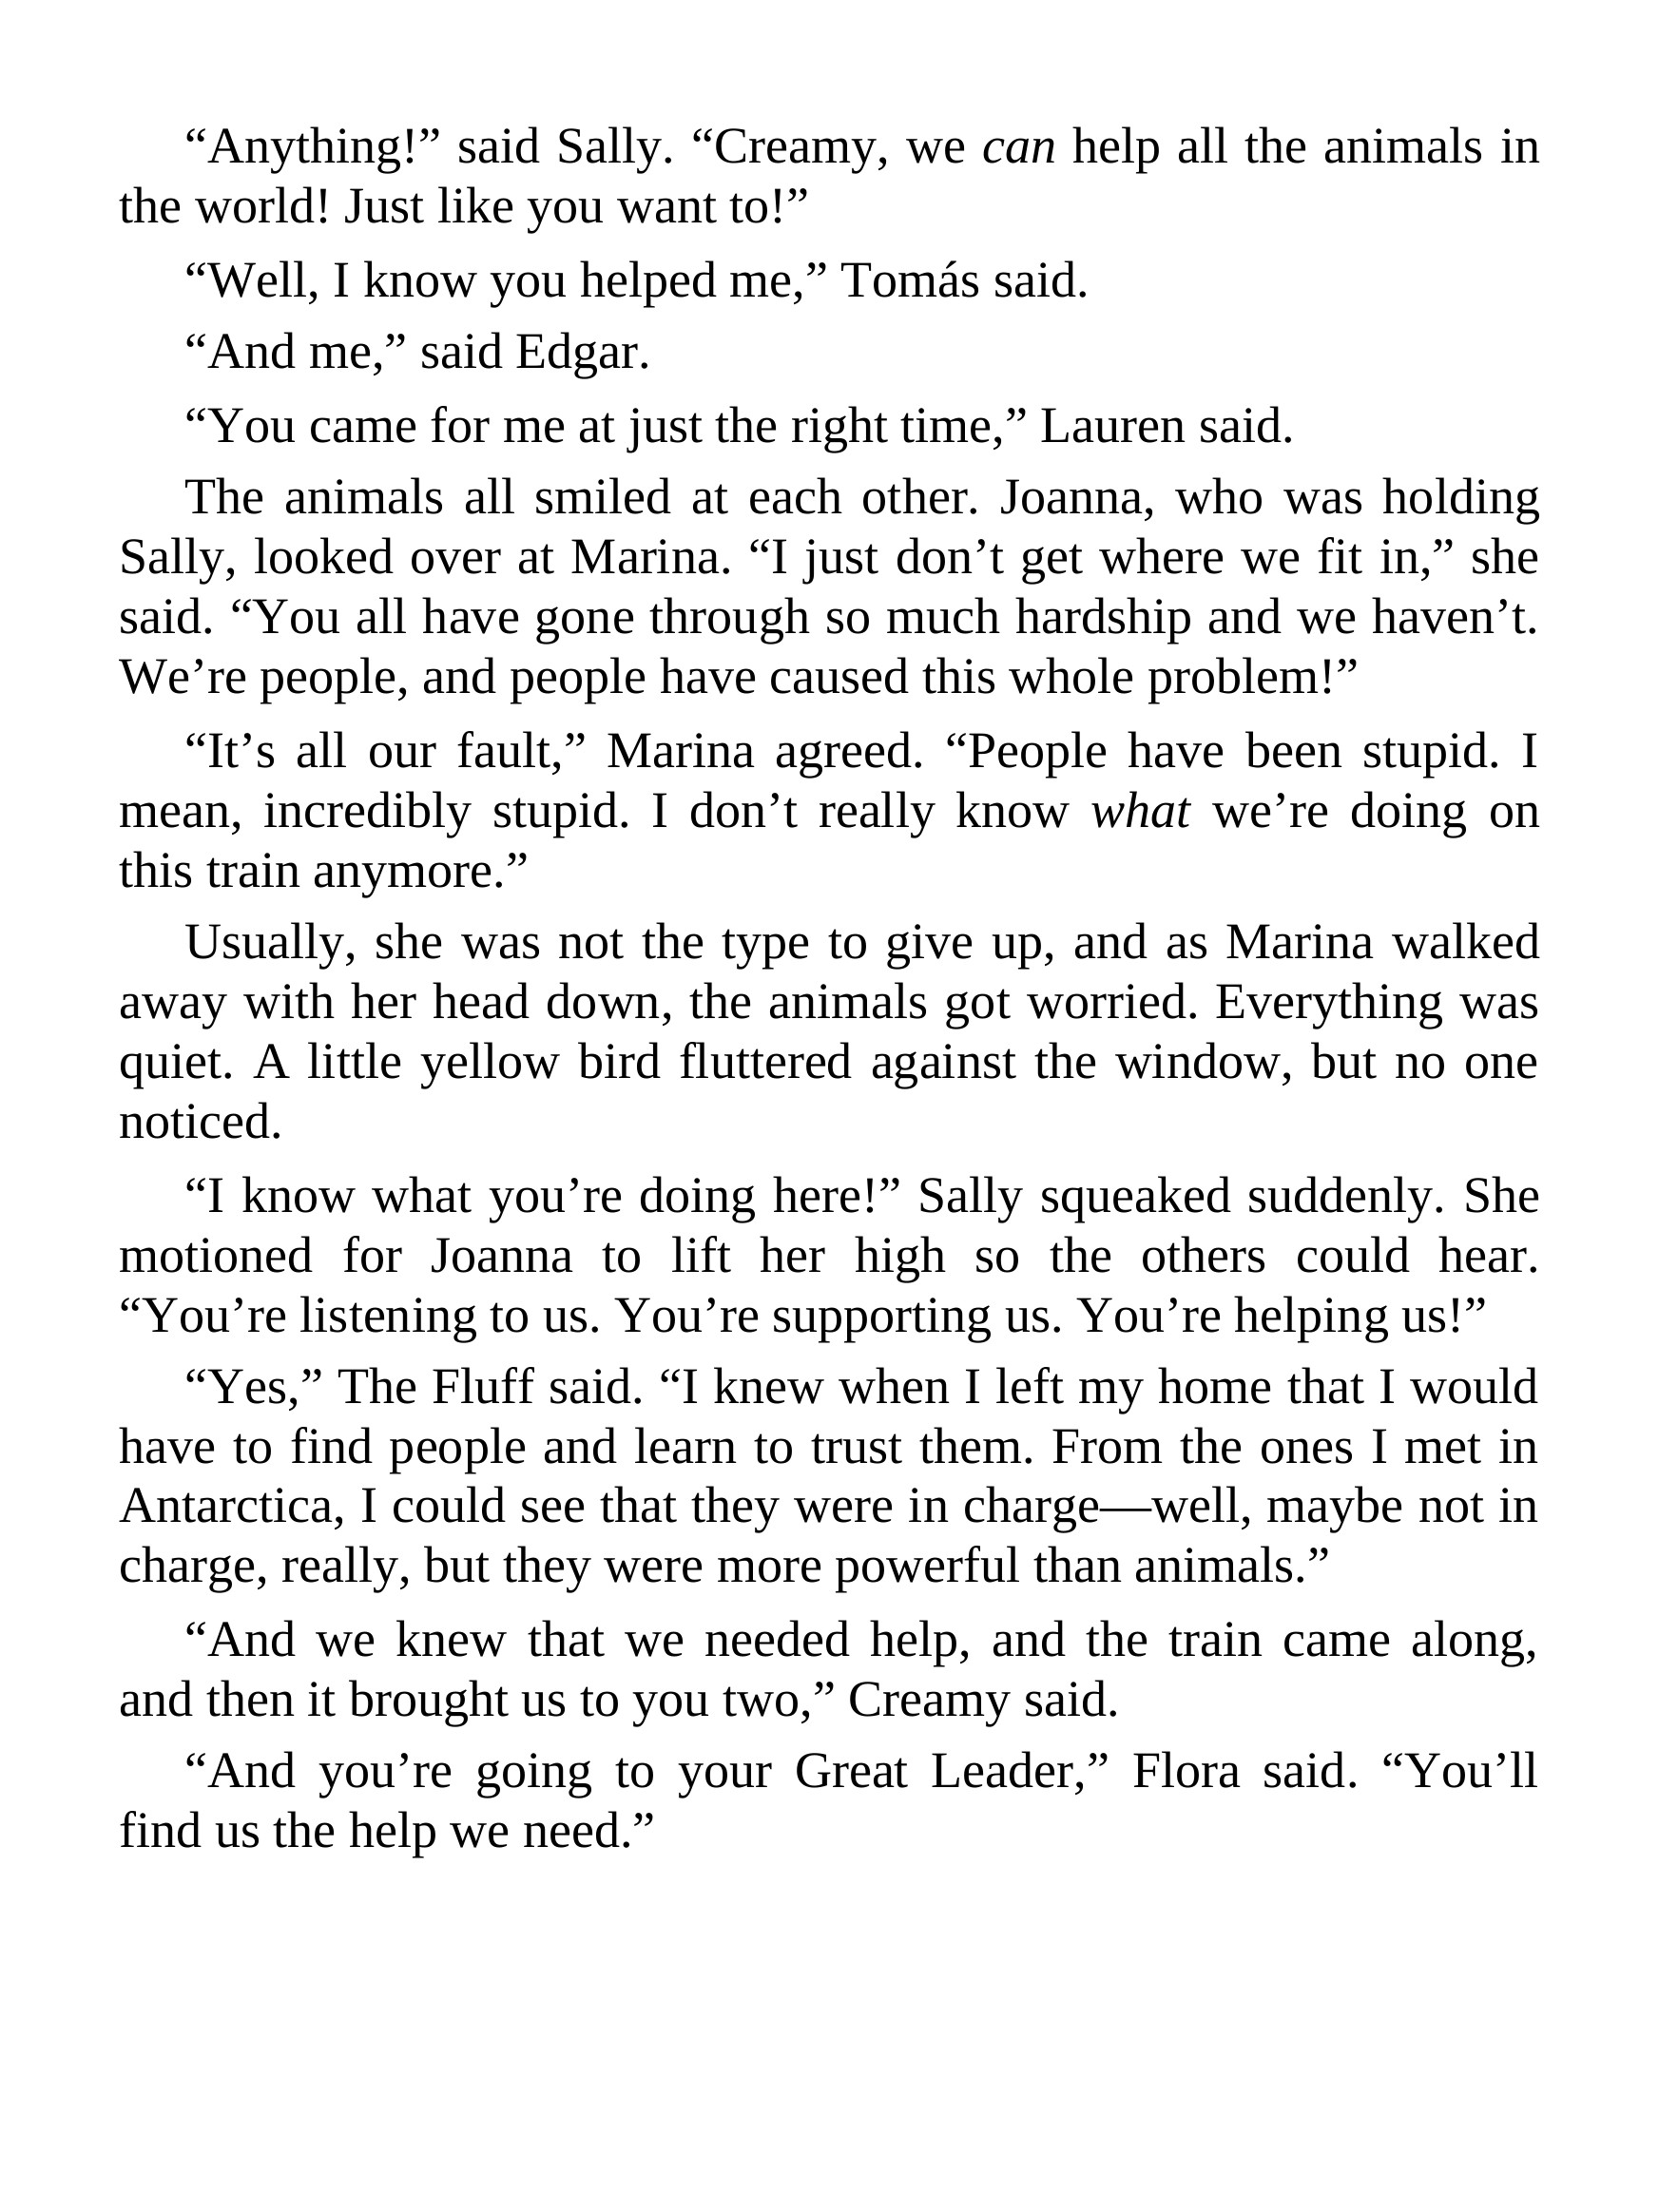 “Anything!” said Sally. “Creamy, we can help all the animals in
the world! Just like you want to!”
“Well, I know you helped me,” Tomás said.
“And me,” said Edgar.
“You came for me at just the right time,” Lauren said.
The animals all smiled at each other. Joanna, who was holding
Sally, looked over at Marina. “I just don’t get where we fit in,” she
said. “You all have gone through so much hardship and we haven’t.
We’re people, and people have caused this whole problem!”
“It’s all our fault,” Marina agreed. “People have been stupid. I
mean, incredibly stupid. I don’t really know what we’re doing on
this train anymore.”
Usually, she was not the type to give up, and as Marina walked
away with her head down, the animals got worried. Everything was
quiet. A little yellow bird fluttered against the window, but no one
noticed.
“I know what you’re doing here!” Sally squeaked suddenly. She
motioned for Joanna to lift her high so the others could hear.
“You’re listening to us. You’re supporting us. You’re helping us!”
“Yes,” The Fluff said. “I knew when I left my home that I would
have to find people and learn to trust them. From the ones I met in
Antarctica, I could see that they were in charge—well, maybe not in
charge, really, but they were more powerful than animals.”
“And we knew that we needed help, and the train came along,
and then it brought us to you two,” Creamy said.
“And you’re going to your Great Leader,” Flora said. “You’ll
find us the help we need.”